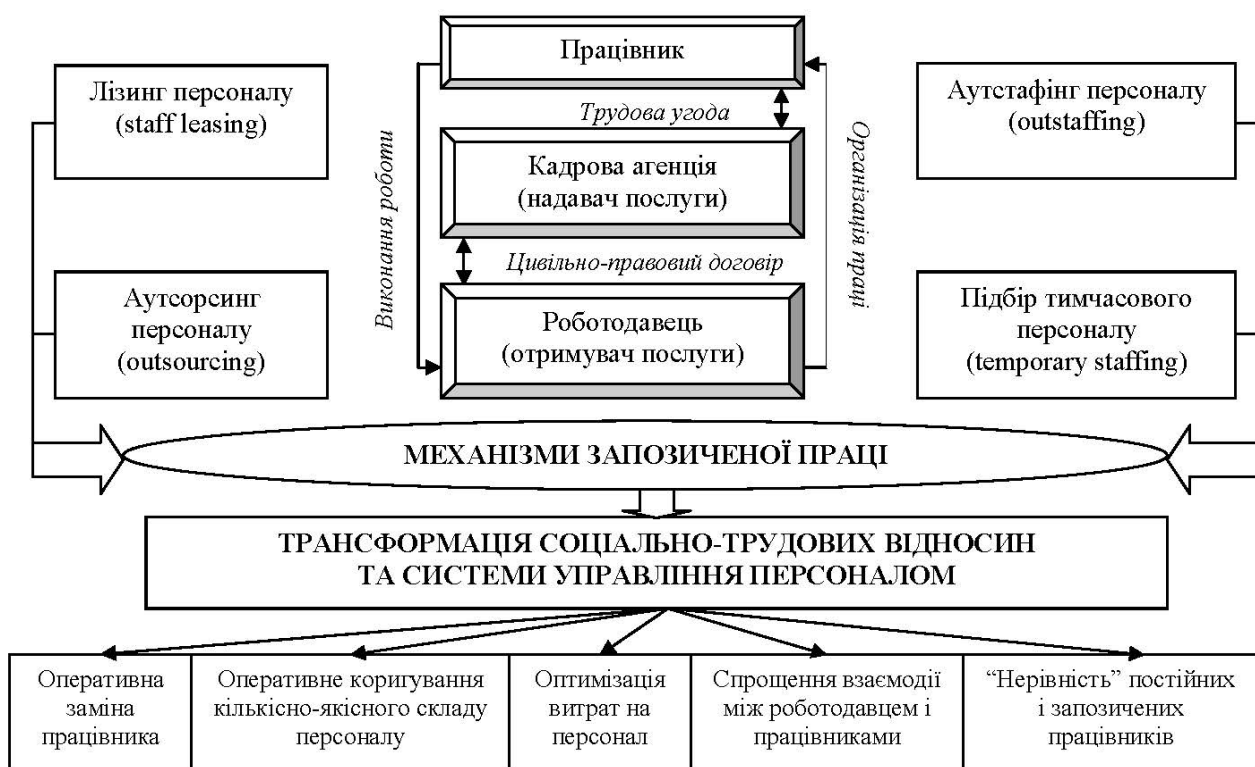 Працівник
Лізинг персоналу
(staff leasing)
Трудова угода
Аутстафінг персоналу
(outstaffing)
Кадрова агенція
(надавач послуги)
Виконання роботи
Організація праці
Цивільно-правовий договір
Аутсорсинг
персоналу
(outsourcing)
Роботодавець
(отримувач послуги)
Підбір тимчасового
персоналу
(temporary staffing)
МЕХАНІЗМИ ЗАПОЗИЧЕНОЇ ПРАЦІ
ТРАНСФОРМАЦІЯ СОЦІАЛЬНО-ТРУДОВИХ ВІДНОСИН
ТА СИСТЕМИ УПРАВЛІННЯ ПЕРСОНАЛОМ
Оперативна
заміна
працівника
Оперативне коригування
кількісно-якісного складу
персоналу
Оптимізація
витрат на
персонал
Спрощення взаємодії
між роботодавцем і
працівниками
“Нерівність” постійних
і запозичених
працівників